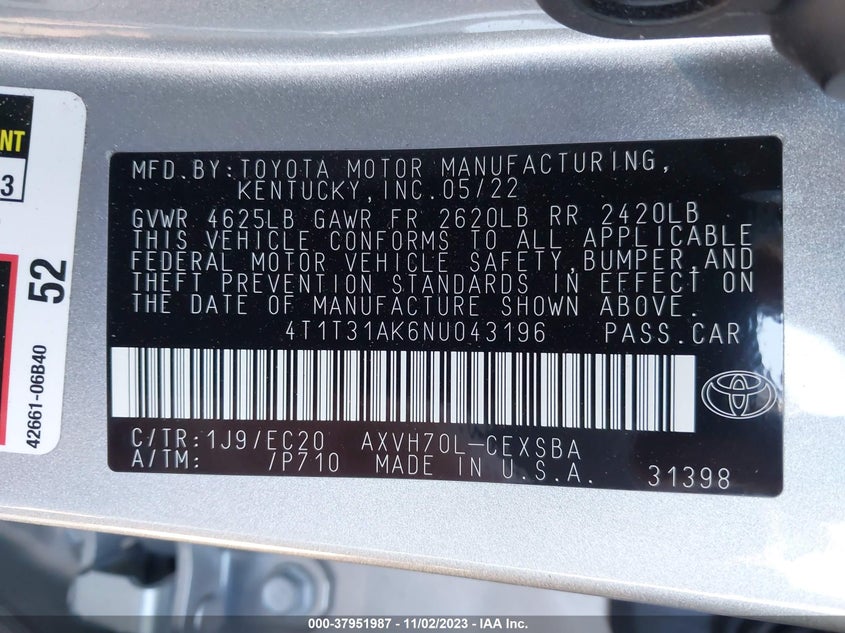 MFD.BY:TOYOTA MOTOR MANUFACTURING,
KENTUCKY,INC.05/22
GVWR 4625LB GAWR FR 2620LB RR 2420LB
THIS VEHICLE CONFORMS TO ALL APPLICABLE
FEDERAL MOTOR VEHICLE SAFETY,BUMPER,AND
THEFT PREVENTION STANDARDS IN EFFECT ON
THE DATE OF MANUFACTURE SHOWN ABOVE.
4T1T31AK6NU043196 PASS.CAR
C/TR:1J9/EC20 AXVH70L-CEXSBA
A/TM: /P710 MADE IN U.S.A. 31398
52
42661-06B40
000-37951987 - 11/02/2023 - IAA Inc.